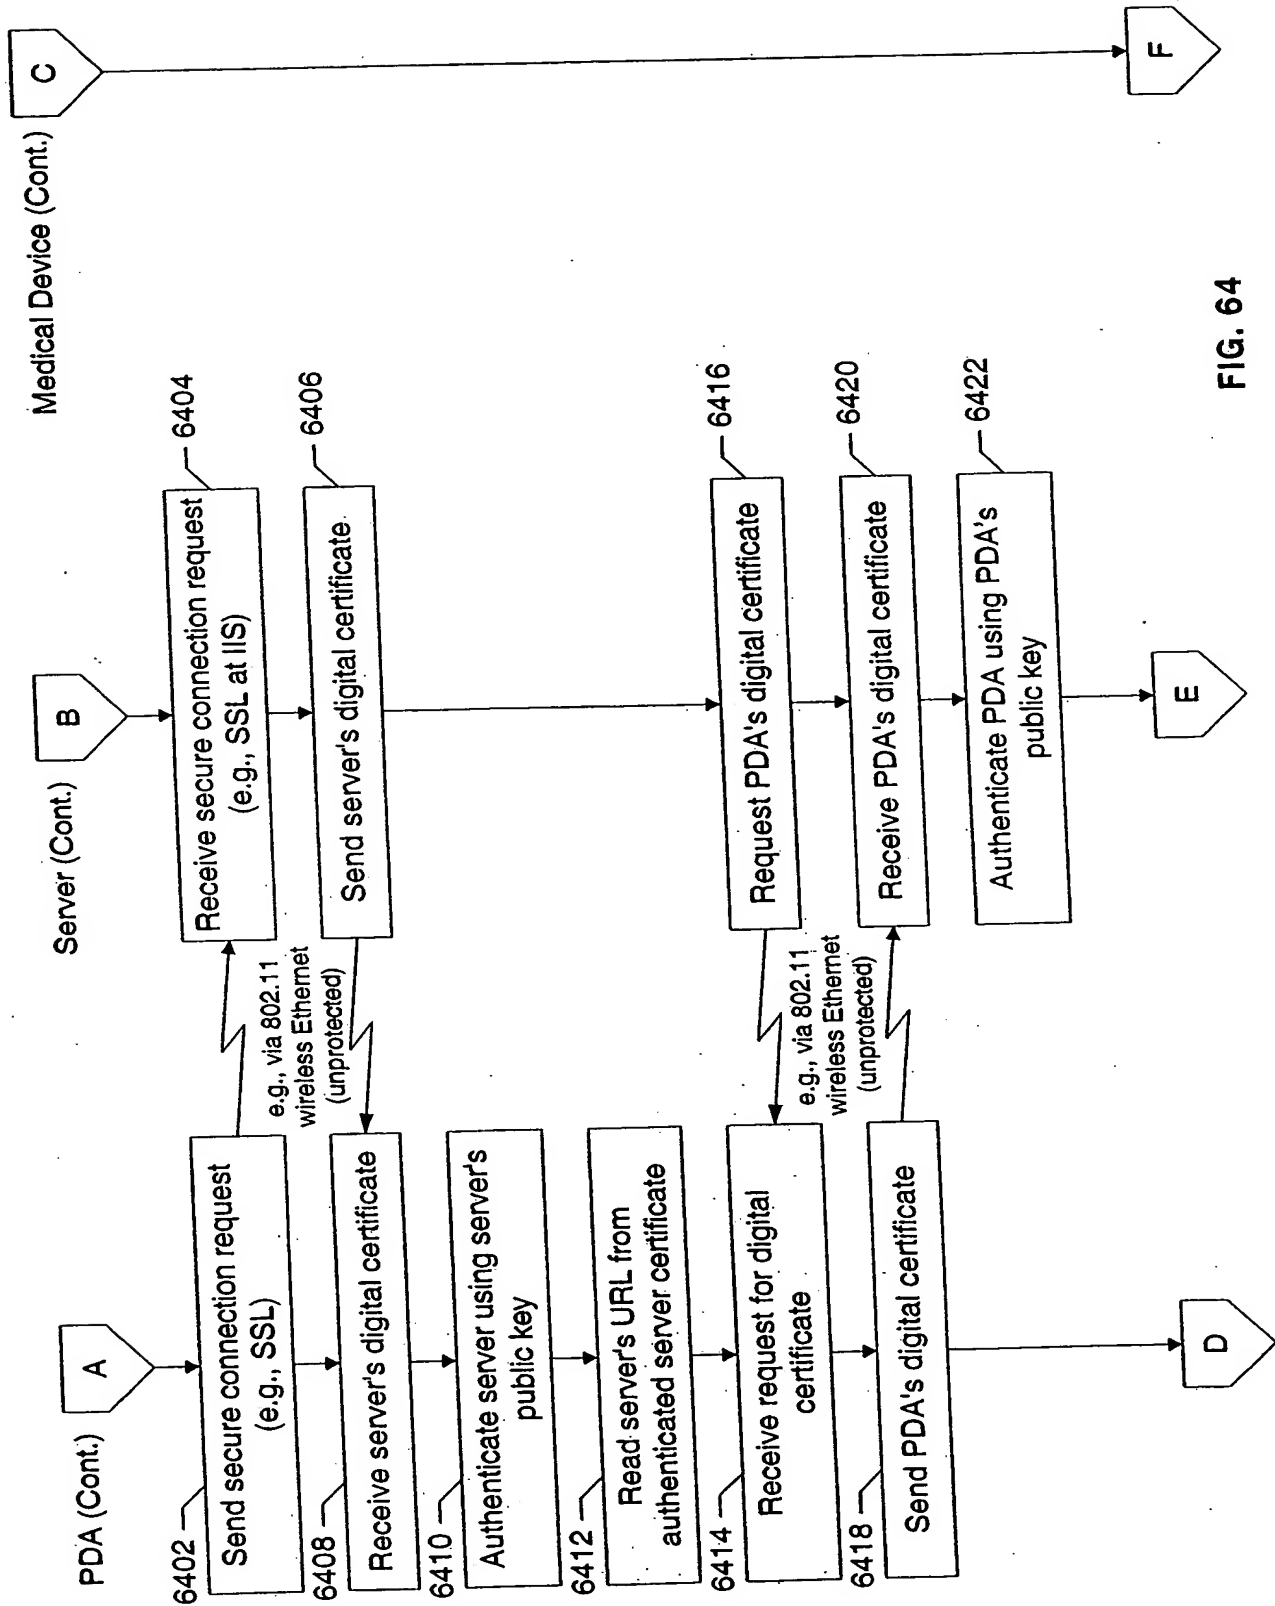 PDA (Cont.)
A
6402
Send secure connection request
(e.g., SSL)
6408
Receive server's digital certificate
6410
Authenticate server using server's
public key
6412
Read server's URL from
authenticated server certificate
6414
Receive request for digital
certificate
6418
Send PDA's digital certificate
D
e.g., via 802.11
wireless Ethernet
(unprotected)
e.g., via 802.11
wireless Ethernet
(unprotected)
Server (Cont.)
B
Receive secure connection request
(e.g., SSL at IIS)
6404
Send server's digital certificate
6406
Request PDA's digital certificate
6416
Receive PDA's digital certificate
6420
Authenticate PDA using PDA's
public key
6422
E
Medical Device (Cont.)
C
F
FIG. 64